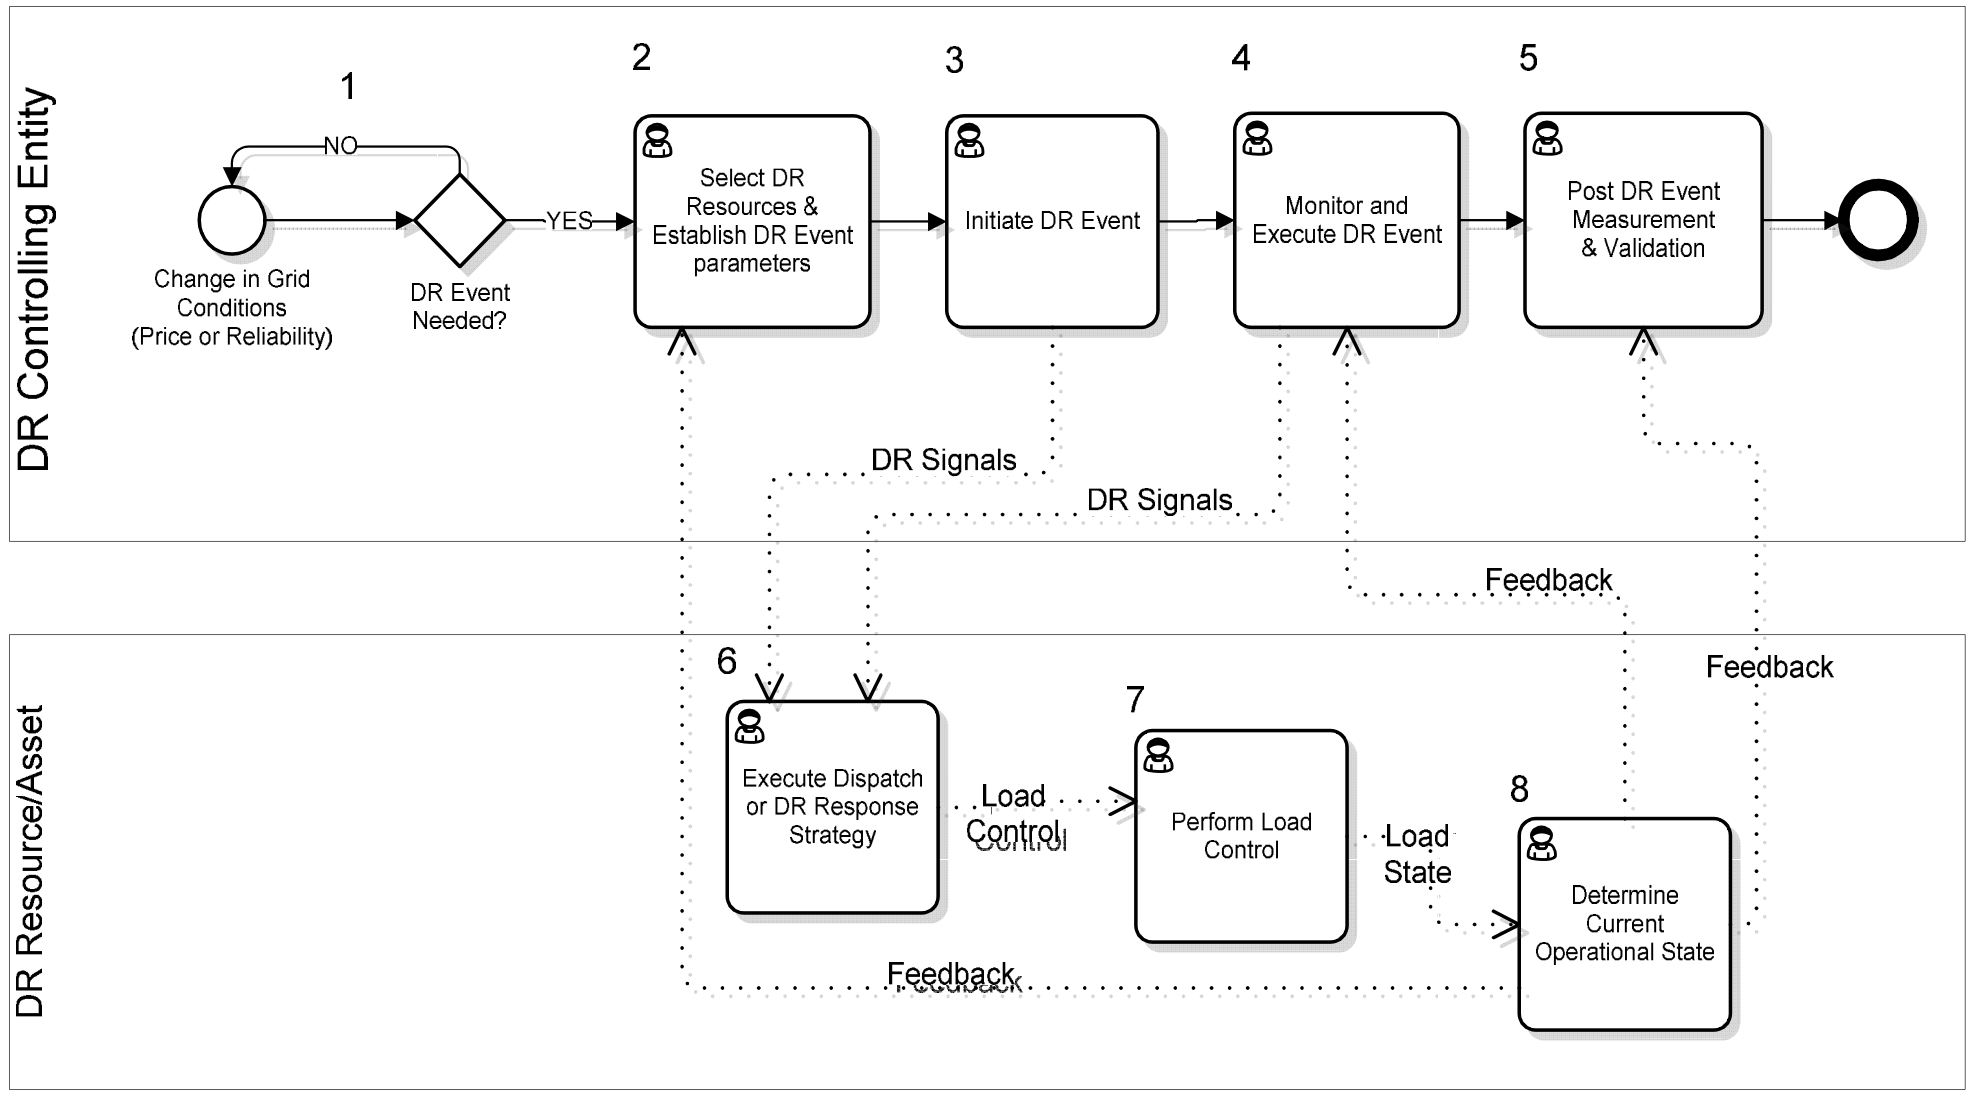 DR Controlling Entity
1
2
3
4
5
NO
YES
Change in Grid
Conditions
(Price or Reliability)
DR Event
Needed?
Select DR
Resources &
Establish DR Event
parameters
Initiate DR Event
Monitor and
Execute DR Event
Post DR Event
Measurement
& Validation
DR Signals
DR Signals
Feedback
Feedback
DR Resource/Asset
6
7
8
Execute Dispatch
or DR Response
Strategy
Load
Control
Perform Load
Control
Load
State
Determine
Current
Operational State
Feedback